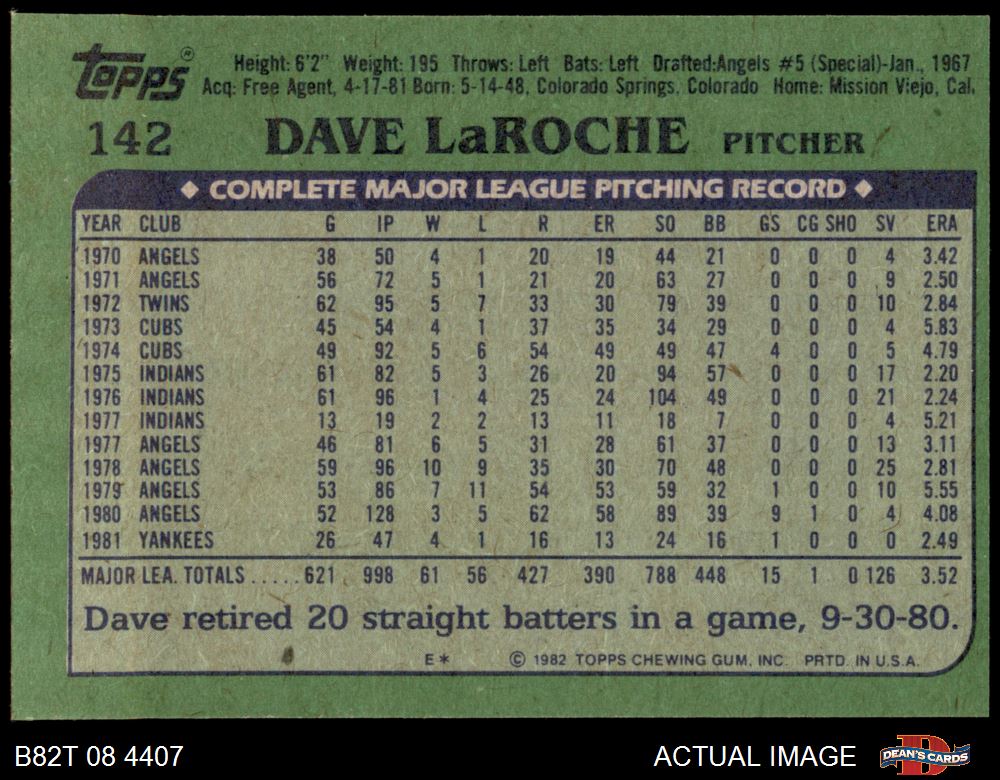 Topps®
Height: 6'2" Weight: 195 Throws: Left Bats: Left Drafted:Angels #5 (Special)-Jan., 1967
Acq: Free Agent, 4-17-81 Born: 5-14-48, Colorado Springs, Colorado Home: Mission Viejo, Cal.
142 DAVE LaROCHE PITCHER
◆ COMPLETE MAJOR LEAGUE PITCHING RECORD ◆
YEAR CLUB G IP W L R ER SO BB GS CG SHO SV ERA
1970 ANGELS 38 50 4 1 20 19 44 21 0 0 0 4 3.42
1971 ANGELS 56 72 5 1 21 20 63 27 0 0 0 9 2.50
1972 TWINS 62 95 5 7 33 30 79 39 0 0 0 10 2.84
1973 CUBS 45 54 4 1 37 35 34 29 0 0 0 4 5.83
1974 CUBS 49 92 5 6 54 49 49 47 4 0 0 5 4.79
1975 INDIANS 61 82 5 3 26 20 94 57 0 0 0 17 2.20
1976 INDIANS 61 96 1 4 25 24 104 49 0 0 0 21 2.24
1977 INDIANS 13 19 2 2 13 11 18 7 0 0 0 4 5.21
1977 ANGELS 46 81 6 5 31 28 61 37 0 0 0 13 3.11
1978 ANGELS 59 96 10 9 35 30 70 48 0 0 0 25 2.81
1979 ANGELS 53 86 7 11 54 53 59 32 1 0 0 10 5.55
1980 ANGELS 52 128 3 5 62 58 89 39 9 1 0 4 4.08
1981 YANKEES 26 47 4 1 16 13 24 16 1 0 0 0 2.49
MAJOR LEA. TOTALS.....621 998 61 56 427 390 788 448 15 1 0 126 3.52
Dave retired 20 straight batters in a game, 9-30-80.
E* © 1982 TOPPS CHEWING GUM, INC. PRTD. IN U.S.A.
B82T 08 4407 ACTUAL IMAGE DEAN'S CARDS